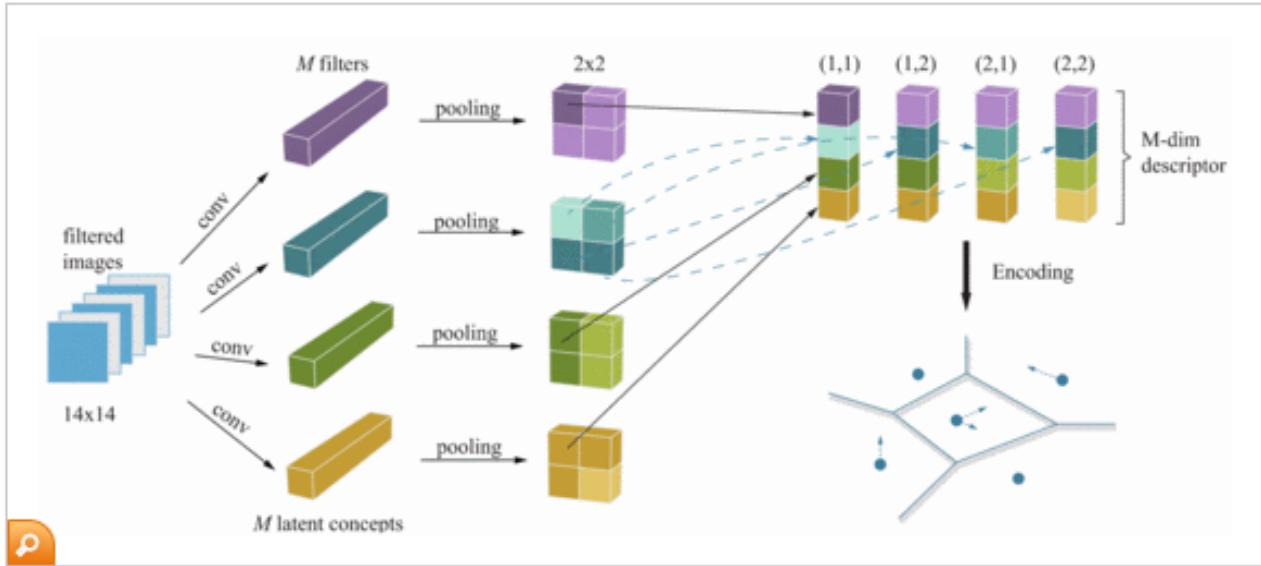 M filters
2x2
(1,1)
(1,2)
(2,1)
(2,2)
pooling
M-dim
descriptor
conv
pooling
filtered
images
conv
Encoding
conv
pooling
14x14
conv
pooling
M latent concepts